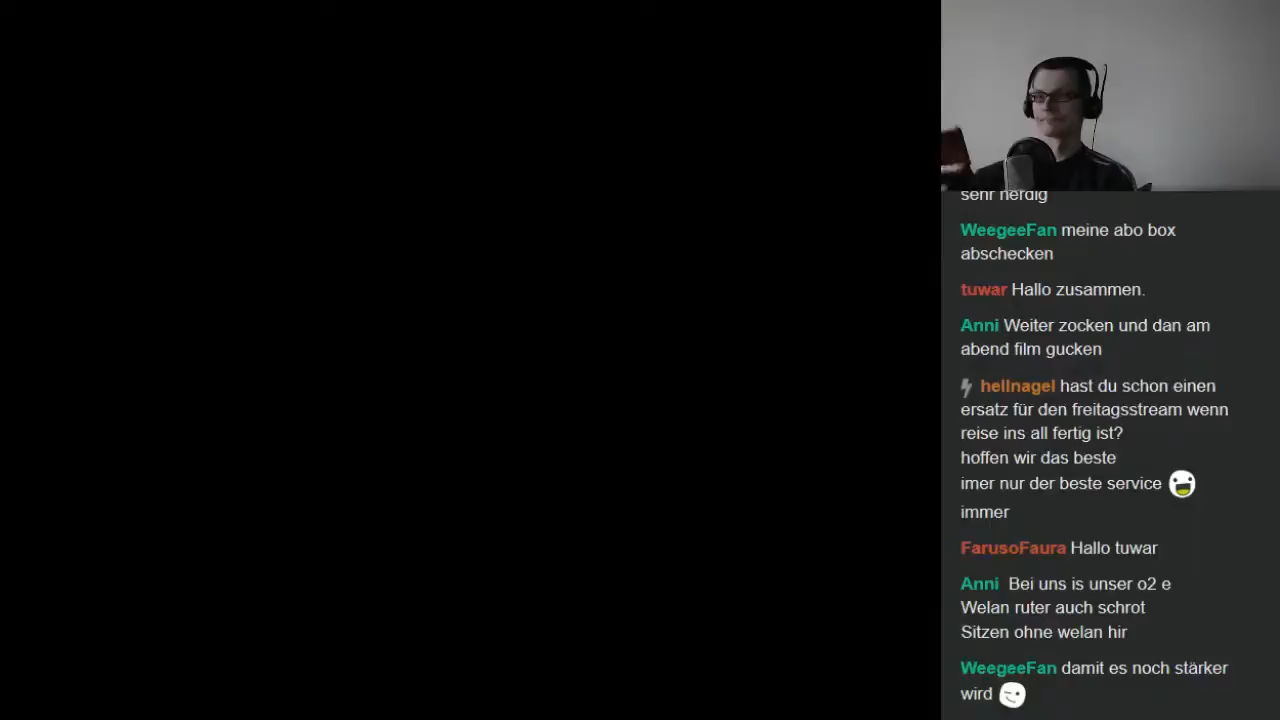 sehr nerdig
WeegeeFan meine abo box
abschecken
tuwar Hallo zusammen.
Anni Weiter zocken und dan am
abend film gucken
hellnagel hast du schon einen
ersatz für den freitagsstream wenn
reise ins all fertig ist?
hoffen wir das beste
imer nur der beste service
immer
FarusoFaura Hallo tuwar
Anni Bei uns is unser o2 e
Welan ruter auch schrot
Sitzen ohne welan hir
WeegeeFan damit es noch stärker
wird